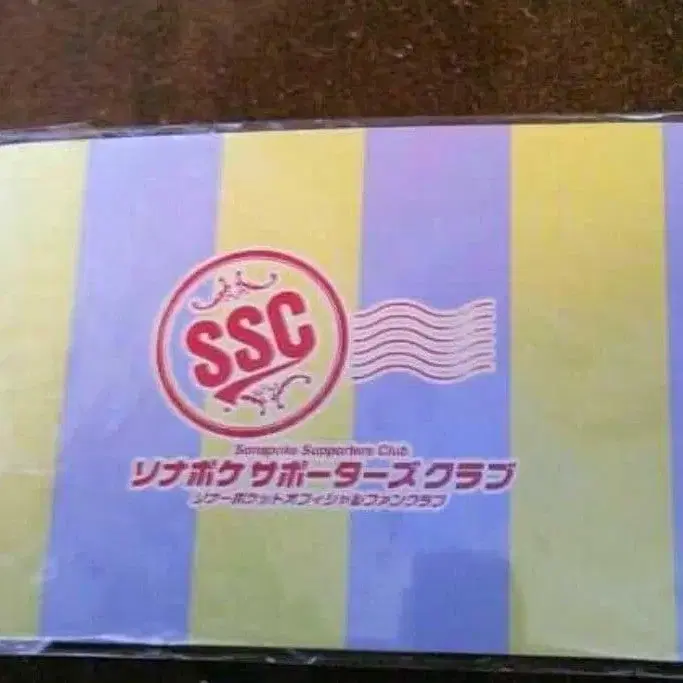 SSC
Sonapoke Supporters Club
ソナポケサポーターズクラブ
ソナーポケットオフィシャルファンクラブ